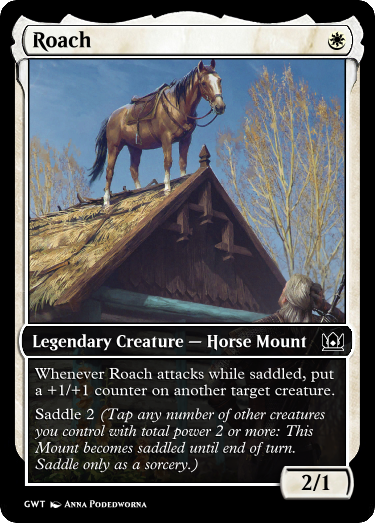 Roach
Legendary Creature — Horse Mount
Whenever Roach attacks while saddled, put
a +1/+1 counter on another target creature.
Saddle 2 (Tap any number of other creatures
you control with total power 2 or more: This
Mount becomes saddled until end of turn.
Saddle only as a sorcery.)
2/1
GWT Anna Podedworna